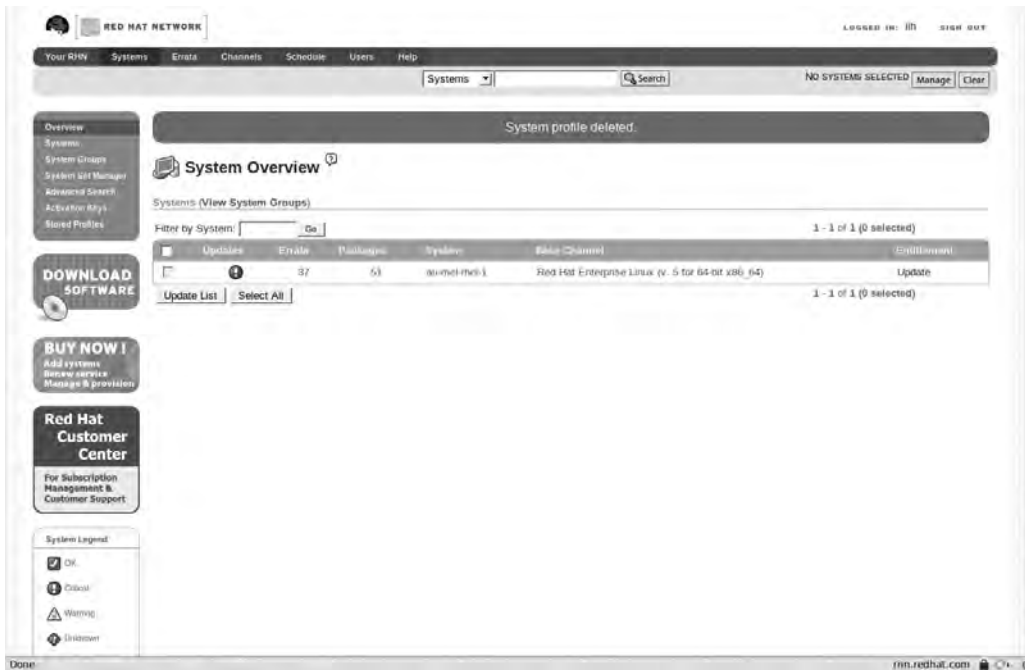 RED HAT NETWORK
LOGGED IN: SIGN OUT
Your RHN Systems Errata Channels Schedule Users Help
Systems Search NO SYSTEMS SELECTED Manage Clear
Overview
Systems
System Groups
System Set Manager
Advanced Search
Activation Keys
Stored Profiles
System profile deleted.
System Overview ?
Systems (View System Groups)
Filter by System: Go 1 - 1 of 1 (0 selected)
Updates Errata Packages System Base Channel Entitlement
37 51 Red Hat Enterprise Linux (v. 5 for 64-bit x86_64) Update
Update List Select All 1 - 1 of 1 (0 selected)
DOWNLOAD
SOFTWARE
BUY NOW !
Add systems
Renew service
Manage & provision
Red Hat
Customer
Center
For Subscription
Management &
Customer Support
System Legend
OK
Critical
Warning
Unknown
Done rhn.redhat.com